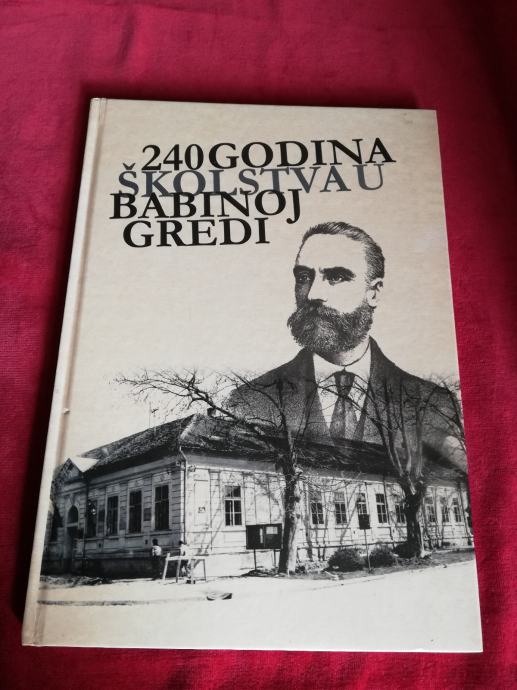 240 GODINA
ŠKOLSTVA U
BABINOJ
GREDI